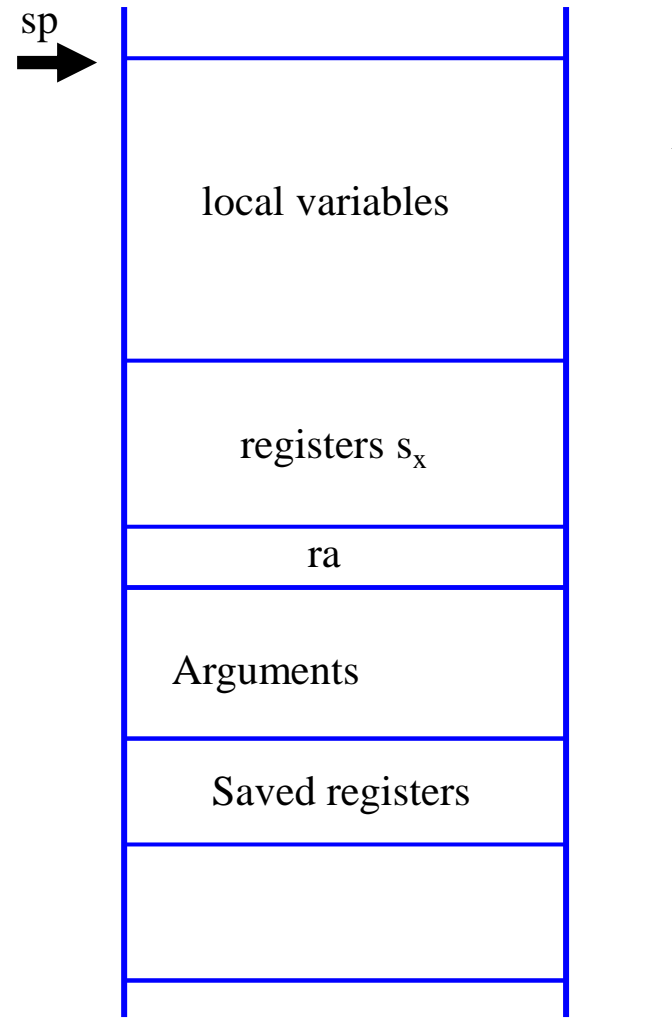 sp
local variables
registers sₓ
ra
Arguments
Saved registers